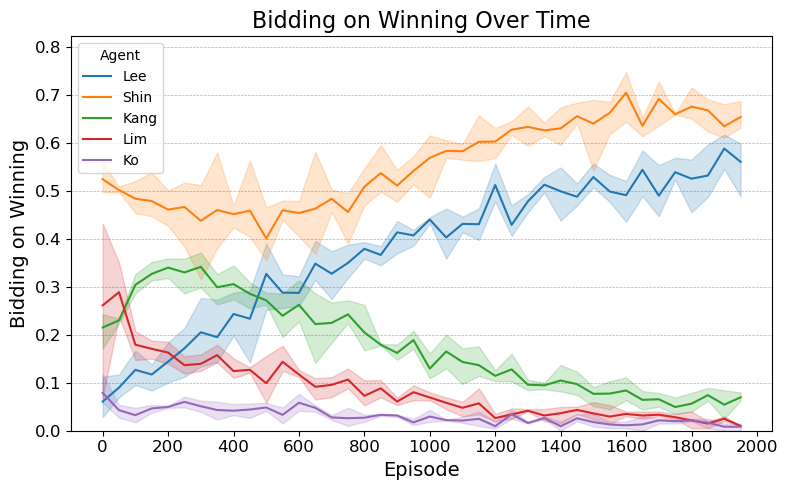 Bidding on Winning Over Time
Bidding on Winning
0.8
0.7
0.6
0.5
0.4
0.3
0.2
0.1
0.0
Agent
Lee
Shin
Kang
Lim
Ko
0 200 400 600 800 1000 1200 1400 1600 1800 2000
Episode